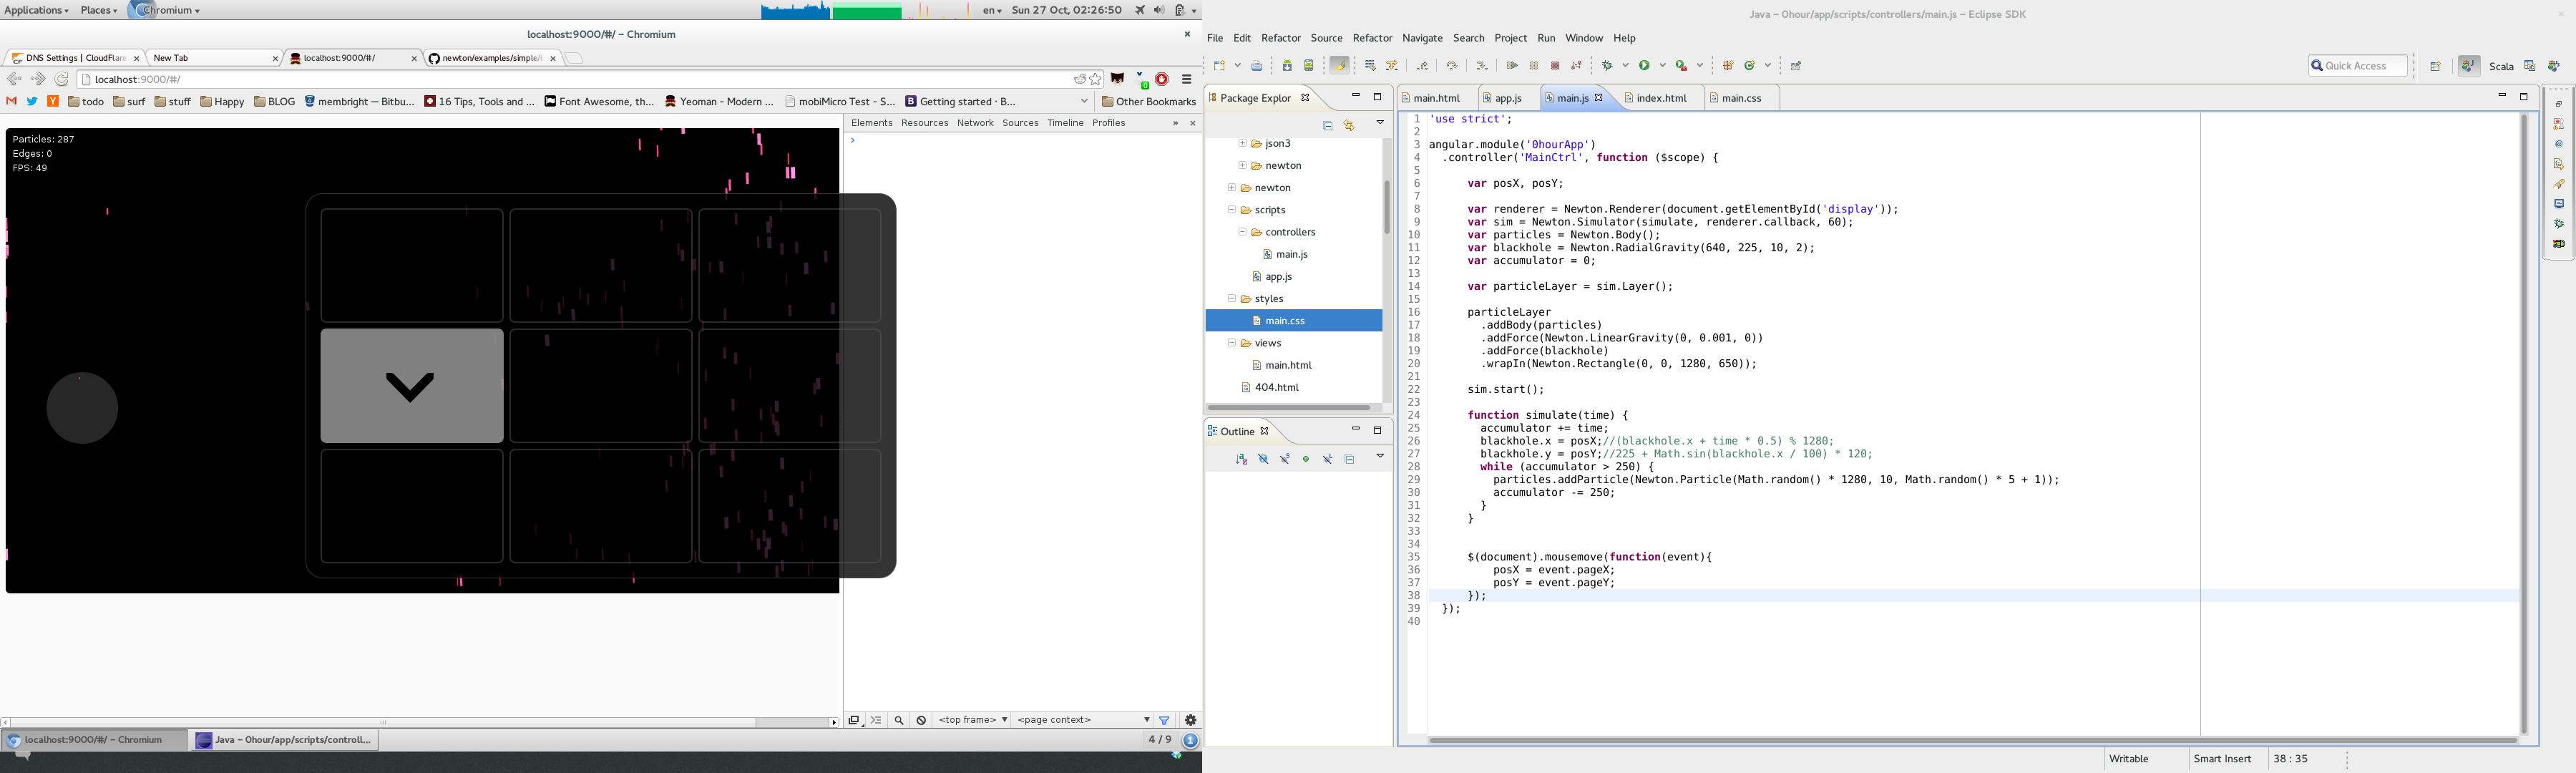 Applications Places Chromium en Sun 27 Oct, 02:26:50
localhost:9000/#/ – Chromium
DNS Settings | CloudFlare New Tab localhost:9000/#/ newton/examples/simple/
localhost:9000/#/
todo surf stuff Happy BLOG membright — Bitbu... 16 Tips, Tools and ... Font Awesome, th... Yeoman - Modern ... mobiMicro Test - S... Getting started · B... Other Bookmarks
Elements Resources Network Sources Timeline Profiles »
Particles: 287
Edges: 0
FPS: 49
<top frame> <page context>
localhost:9000/#/ – Chromium Java – 0hour/app/scripts/controll... 4 / 9 1
Java – 0hour/app/scripts/controllers/main.js – Eclipse SDK
File Edit Refactor Source Refactor Navigate Search Project Run Window Help
Quick Access Scala
Package Explor
json3
newton
newton
scripts
controllers
main.js
app.js
styles
main.css
views
main.html
404.html
Outline
main.html app.js main.js index.html main.css
1 'use strict';
2
3 angular.module('0hourApp')
4 .controller('MainCtrl', function ($scope) {
5
6 var posX, posY;
7
8 var renderer = Newton.Renderer(document.getElementById('display'));
9 var sim = Newton.Simulator(simulate, renderer.callback, 60);
10 var particles = Newton.Body();
11 var blackhole = Newton.RadialGravity(640, 225, 10, 2);
12 var accumulator = 0;
13
14 var particleLayer = sim.Layer();
15
16 particleLayer
17 .addBody(particles)
18 .addForce(Newton.LinearGravity(0, 0.001, 0))
19 .addForce(blackhole)
20 .wrapIn(Newton.Rectangle(0, 0, 1280, 650));
21
22 sim.start();
23
24 function simulate(time) {
25 accumulator += time;
26 blackhole.x = posX;//(blackhole.x + time * 0.5) % 1280;
27 blackhole.y = posY;//225 + Math.sin(blackhole.x / 100) * 120;
28 while (accumulator > 250) {
29 particles.addParticle(Newton.Particle(Math.random() * 1280, 10, Math.random() * 5 + 1));
30 accumulator -= 250;
31 }
32 }
33
34
35 $(document).mousemove(function(event){
36 posX = event.pageX;
37 posY = event.pageY;
38 });
39 });
40
Writable Smart Insert 38 : 35